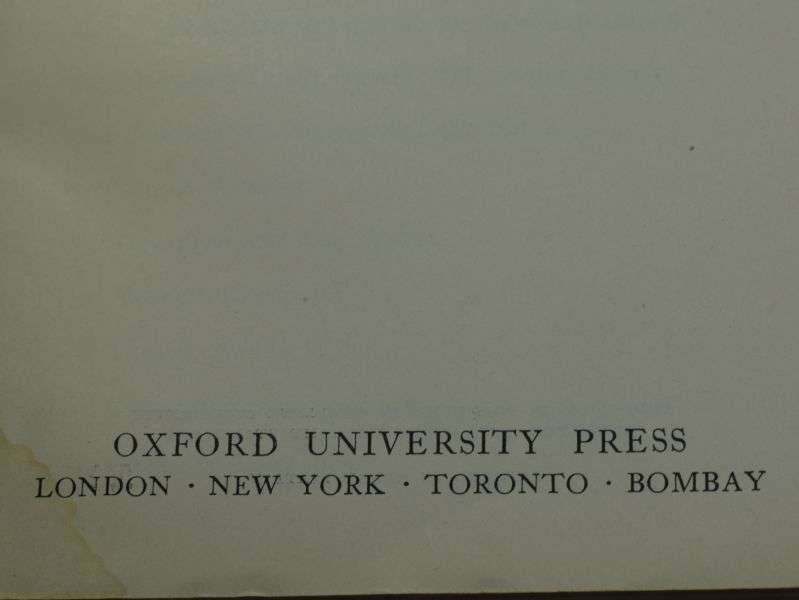 OXFORD UNIVERSITY PRESS
LONDON · NEW YORK · TORONTO · BOMBAY